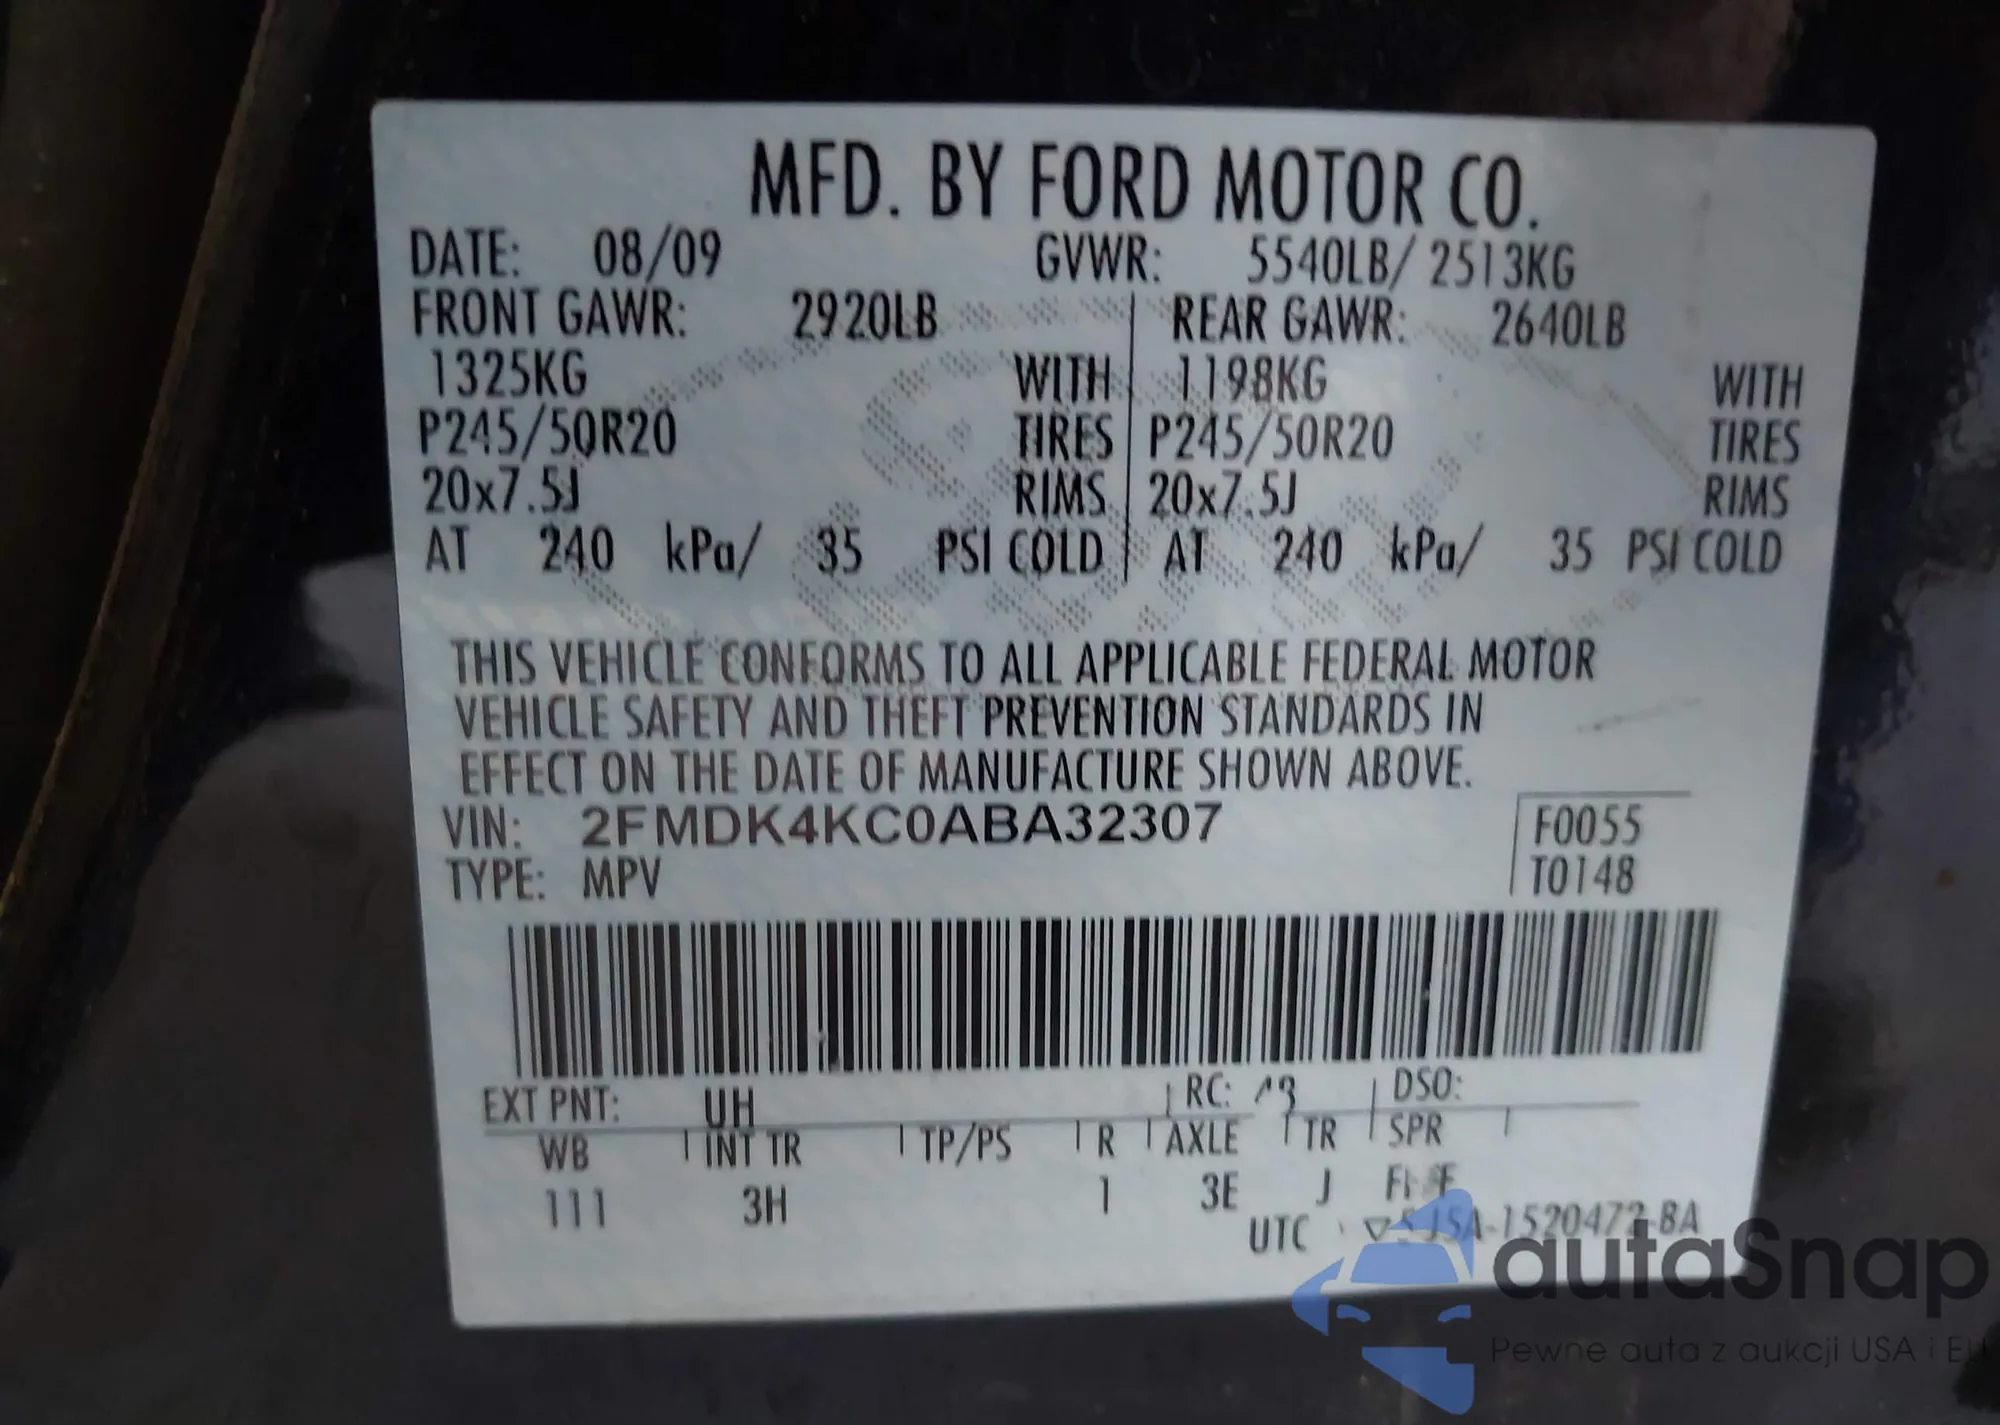 MFD. BY FORD MOTOR CO.
DATE: 08/09 GVWR: 5540LB/ 2513KG
FRONT GAWR: 2920LB REAR GAWR: 2640LB
1325KG WITH 1198KG WITH
P245/50R20 TIRES P245/50R20 TIRES
20x7.5J RIMS 20x7.5J RIMS
AT 240 kPa/ 35 PSI COLD AT 240 kPa/ 35 PSI COLD
THIS VEHICLE CONFORMS TO ALL APPLICABLE FEDERAL MOTOR
VEHICLE SAFETY AND THEFT PREVENTION STANDARDS IN
EFFECT ON THE DATE OF MANUFACTURE SHOWN ABOVE.
VIN: 2FMDK4KC0ABA32307 F0055
TYPE: MPV T0148
EXT PNT: UH RC: DSO:
WB INT TR TP/PS R AXLE TR SPR
111 3H 1 3E J
UTC
autaSnap
Pewne auta z aukcji USA i EU